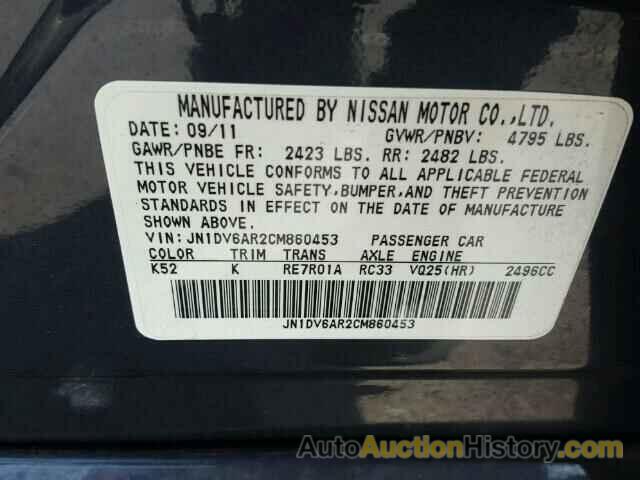 MANUFACTURED BY NISSAN MOTOR CO.,LTD.
DATE: 09/11 GVWR/PNBV: 4795 LBS.
GAWR/PNBE FR: 2423 LBS. RR: 2482 LBS.
THIS VEHICLE CONFORMS TO ALL APPLICABLE FEDERAL
MOTOR VEHICLE SAFETY,BUMPER,AND THEFT PREVENTION
STANDARDS IN EFFECT ON THE DATE OF MANUFACTURE
SHOWN ABOVE.
VIN: JN1DV6AR2CM860453 PASSENGER CAR
COLOR TRIM TRANS AXLE ENGINE
K52 K RE7R01A RC33 VQ25(HR) 2496CC
JN1DV6AR2CM860453
AutoAuctionHistory.com